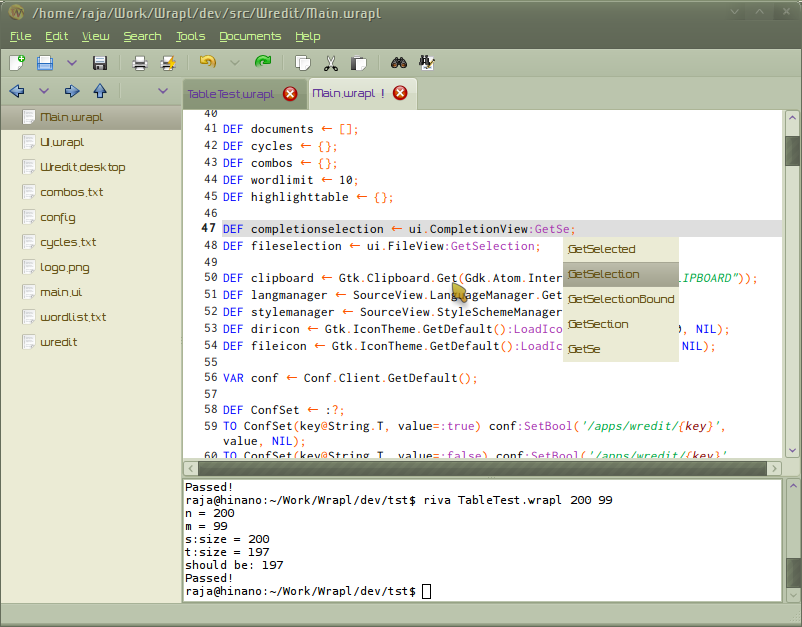 /home/raja/Work/Wrapl/dev/src/Wredit/Main.wrapl
File Edit View Search Tools Documents Help
TableTest.wrapl Main.wrapl !
Main.wrapl
UI.wrapl
Wredit.desktop
combos.txt
config
cycles.txt
logo.png
main.ui
wordlist.txt
wredit
40
41 DEF documents ← [];
42 DEF cycles ← {};
43 DEF combos ← {};
44 DEF wordlimit ← 10;
45 DEF highlighttable ← {};
46
47 DEF completionselection ← ui.CompletionView:GetSe;
48 DEF fileselection ← ui.FileView:GetSelection;
49
50 DEF clipboard ← Gtk.Clipboard.Get(Gdk.Atom.Inter LIPBOARD"));
51 DEF langmanager ← SourceView.LanguageManager.Get
52 DEF stylemanager ← SourceView.StyleSchemeManager
53 DEF diricon ← Gtk.IconTheme.GetDefault():LoadIc 0, NIL);
54 DEF fileicon ← Gtk.IconTheme.GetDefault():LoadIc NIL);
55
56 VAR conf ← Conf.Client.GetDefault();
57
58 DEF ConfSet ← :?;
59 TO ConfSet(key@String.T, value=:true) conf:SetBool('/apps/wredit/{key}',
value, NIL);
60 TO ConfSet(key@String.T, value=:false) conf:SetBool('/apps/wredit/{key}'
GetSelected
GetSelection
GetSelectionBound
GetSection
GetSe
Passed!
raja@hinano:~/Work/Wrapl/dev/tst$ riva TableTest.wrapl 200 99
n = 200
m = 99
s:size = 200
t:size = 197
should be: 197
Passed!
raja@hinano:~/Work/Wrapl/dev/tst$